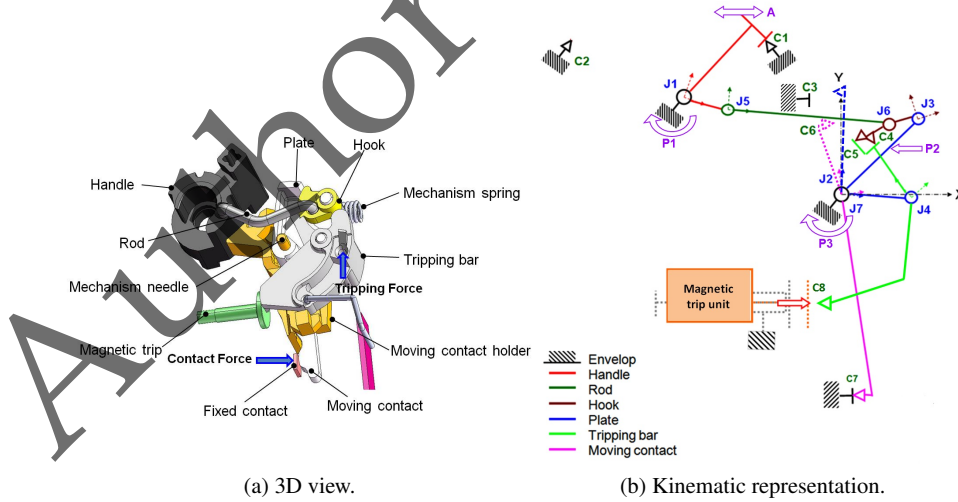 Author
Plate
Hook
Handle
Mechanism spring
Rod
Tripping bar
Mechanism needle
Tripping Force
Magnetic trip
Contact Force
Moving contact holder
Fixed contact
Moving contact
(a) 3D view.
A
C1
C2
J1
C3
Y
J5
J6
J3
C6
C4
P1
C5
P2
J2
X
J7
J4
P3
Magnetic
trip unit
C8
C7
Envelop
Handle
Rod
Hook
Plate
Tripping bar
Moving contact
(b) Kinematic representation.